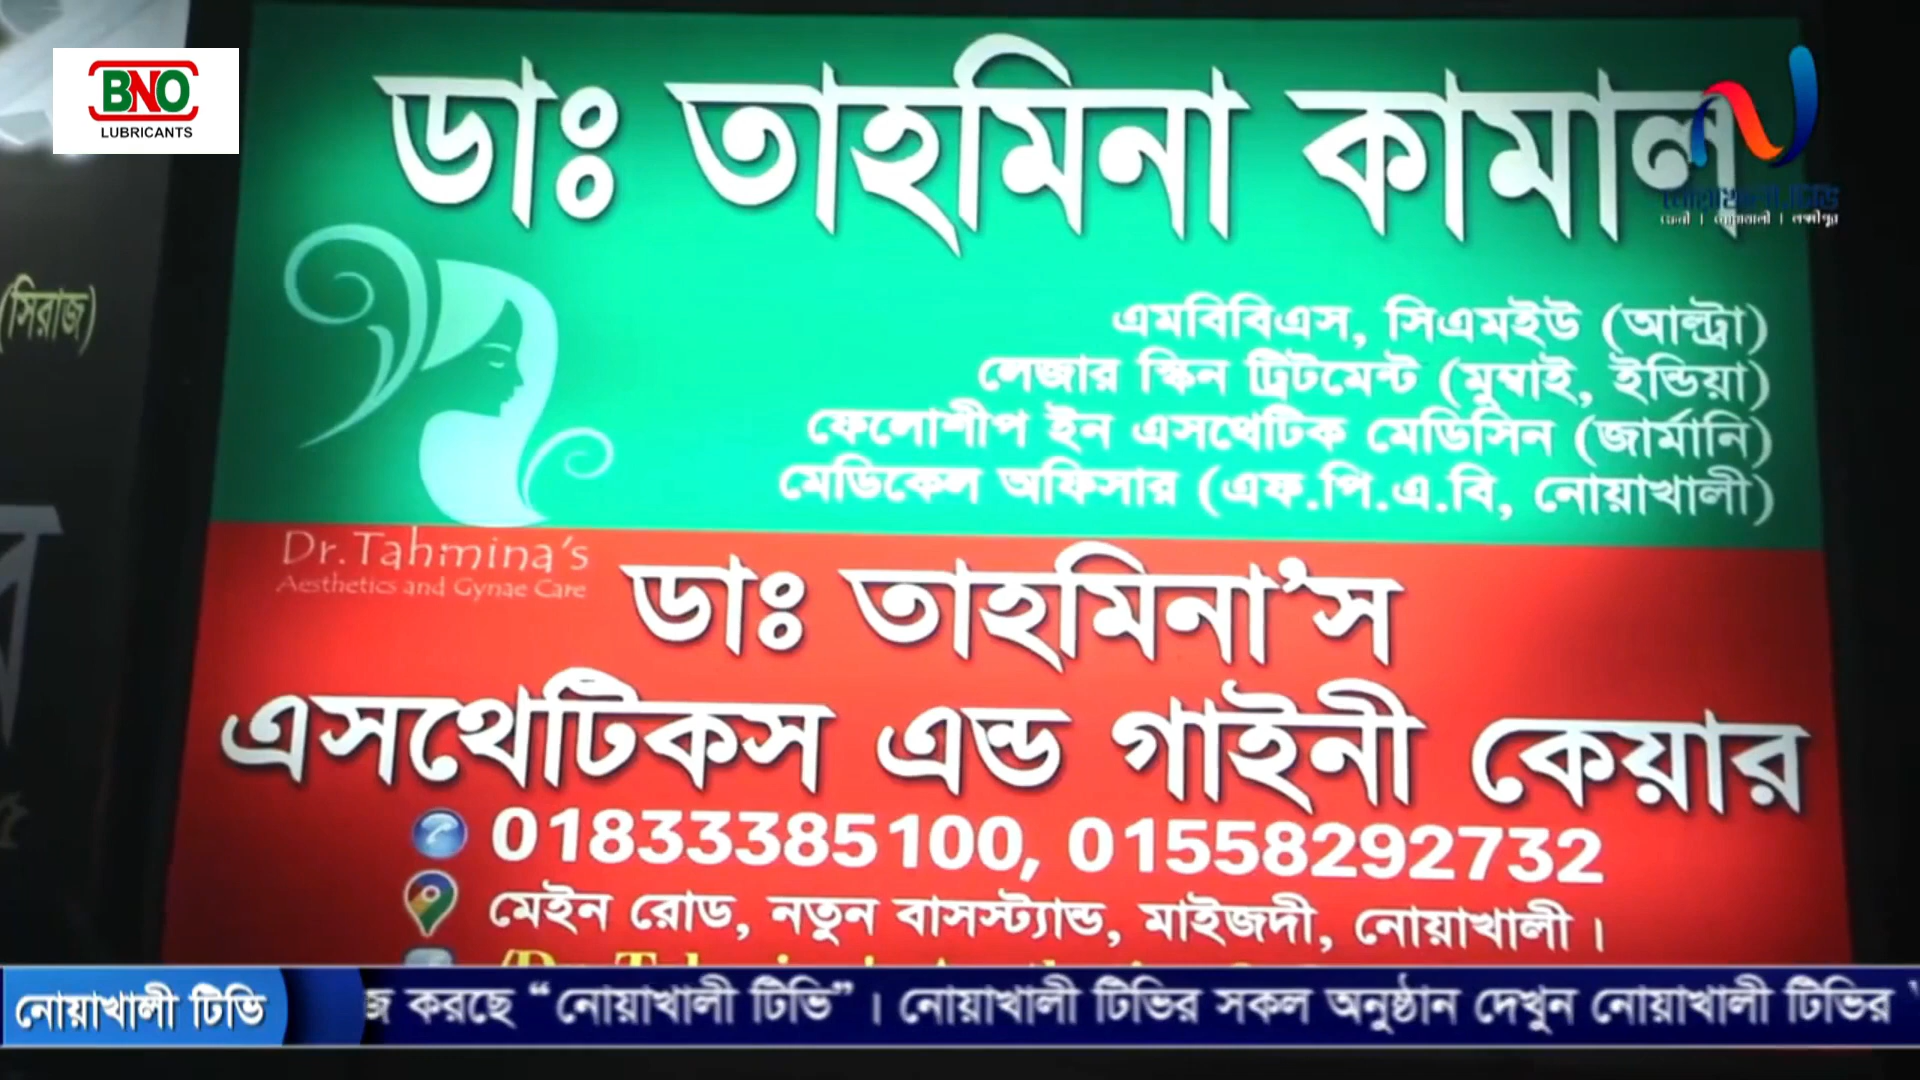 BNO
LUBRICANTS
ডাঃ তাহমিনা কামাল
নোয়াখালী টিভি
ফেনী | নোয়াখালী | লক্ষীপুর
(সিরাজ)
এমবিবিএস, সিএমইউ (আল্ট্রা)
লেজার স্কিন ট্রিটমেন্ট (মুম্বাই, ইন্ডিয়া)
ফেলোশীপ ইন এসথেটিক মেডিসিন (জার্মানি)
মেডিকেল অফিসার (এফ.পি.এ.বি, নোয়াখালী)
Dr.Tahmina's
Aesthetics and Gynae Care
ডাঃ তাহমিনা’স
এসথেটিকস এন্ড গাইনী কেয়ার
01833385100, 01558292732
মেইন রোড, নতুন বাসস্ট্যান্ড, মাইজদী, নোয়াখালী।
নোয়াখালী টিভি
জ করছে “নোয়াখালী টিভি”। নোয়াখালী টিভির সকল অনুষ্ঠান দেখুন নোয়াখালী টিভির